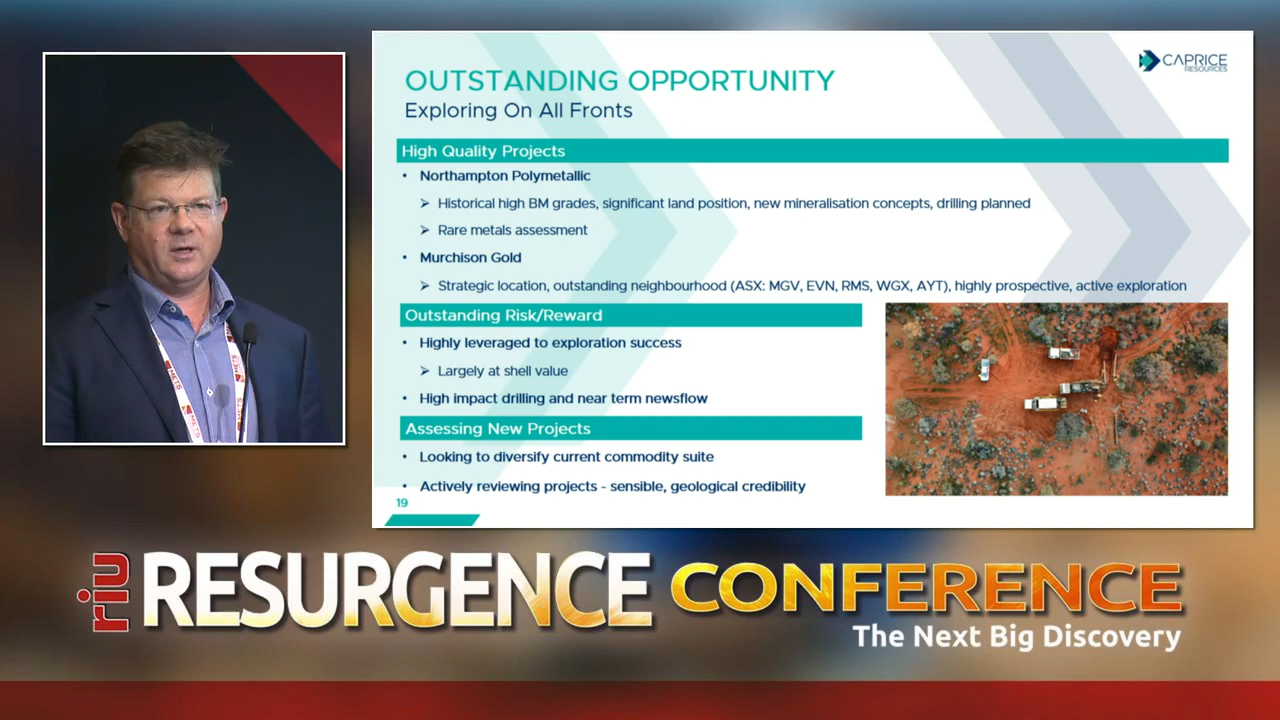 CAPRICE
RESOURCES
OUTSTANDING OPPORTUNITY
Exploring On All Fronts
High Quality Projects
• Northampton Polymetallic
➢ Historical high BM grades, significant land position, new mineralisation concepts, drilling planned
➢ Rare metals assessment
• Murchison Gold
➢ Strategic location, outstanding neighbourhood (ASX: MGV, EVN, RMS, WGX, AYT), highly prospective, active exploration
Outstanding Risk/Reward
• Highly leveraged to exploration success
➢ Largely at shell value
• High impact drilling and near term newsflow
Assessing New Projects
• Looking to diversify current commodity suite
• Actively reviewing projects - sensible, geological credibility
19
METS
METS
METS
riu RESURGENCE CONFERENCE
The Next Big Discovery